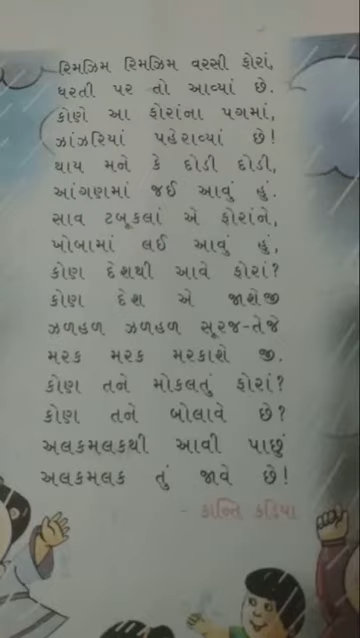 રિમઝિમ રિમઝિમ વરસી ફોરાં,
ધરતી પર તો આવ્યાં છે.
કોણે આ ફોરાંના પગમાં,
ઝાંઝરિયાં પહેરાવ્યાં છે!
થાય મને કે દોડી દોડી,
આંગણમાં જઈ આવું હું.
સાવ ટબૂકલાં એ ફોરાંને,
ખોબામાં લઈ આવું હું,
કોણ દેશથી આવે ફોરાં?
કોણ દેશ એ જાશેજી
ઝળહળ ઝળહળ સૂરજ-તેજે
મરક મરક મરકાશે જી.
કોણ તને મોકલતું ફોરાં?
કોણ તને બોલાવે છે?
અલકમલકથી આવી પાછું
અલકમલક તું જાવે છે!
- કાન્તિ કડિયા